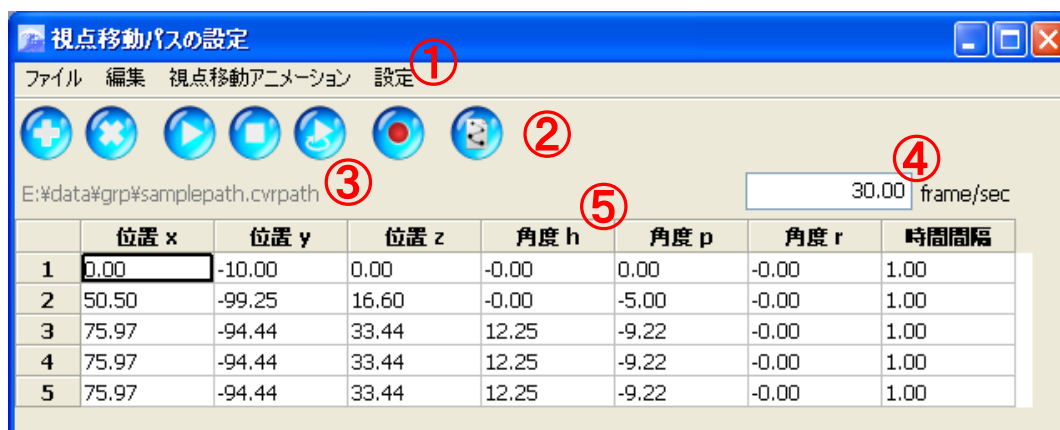 視点移動パスの設定
ファイル 編集 視点移動アニメーション 設定 ①
②
E:¥data¥grp¥samplepath.cvrpath ③
30.00 frame/sec ④
⑤
位置 x 位置 y 位置 z 角度 h 角度 p 角度 r 時間間隔
1 0.00 -10.00 0.00 -0.00 0.00 -0.00 1.00
2 50.50 -99.25 16.60 -0.00 -5.00 -0.00 1.00
3 75.97 -94.44 33.44 12.25 -9.22 -0.00 1.00
4 75.97 -94.44 33.44 12.25 -9.22 -0.00 1.00
5 75.97 -94.44 33.44 12.25 -9.22 -0.00 1.00